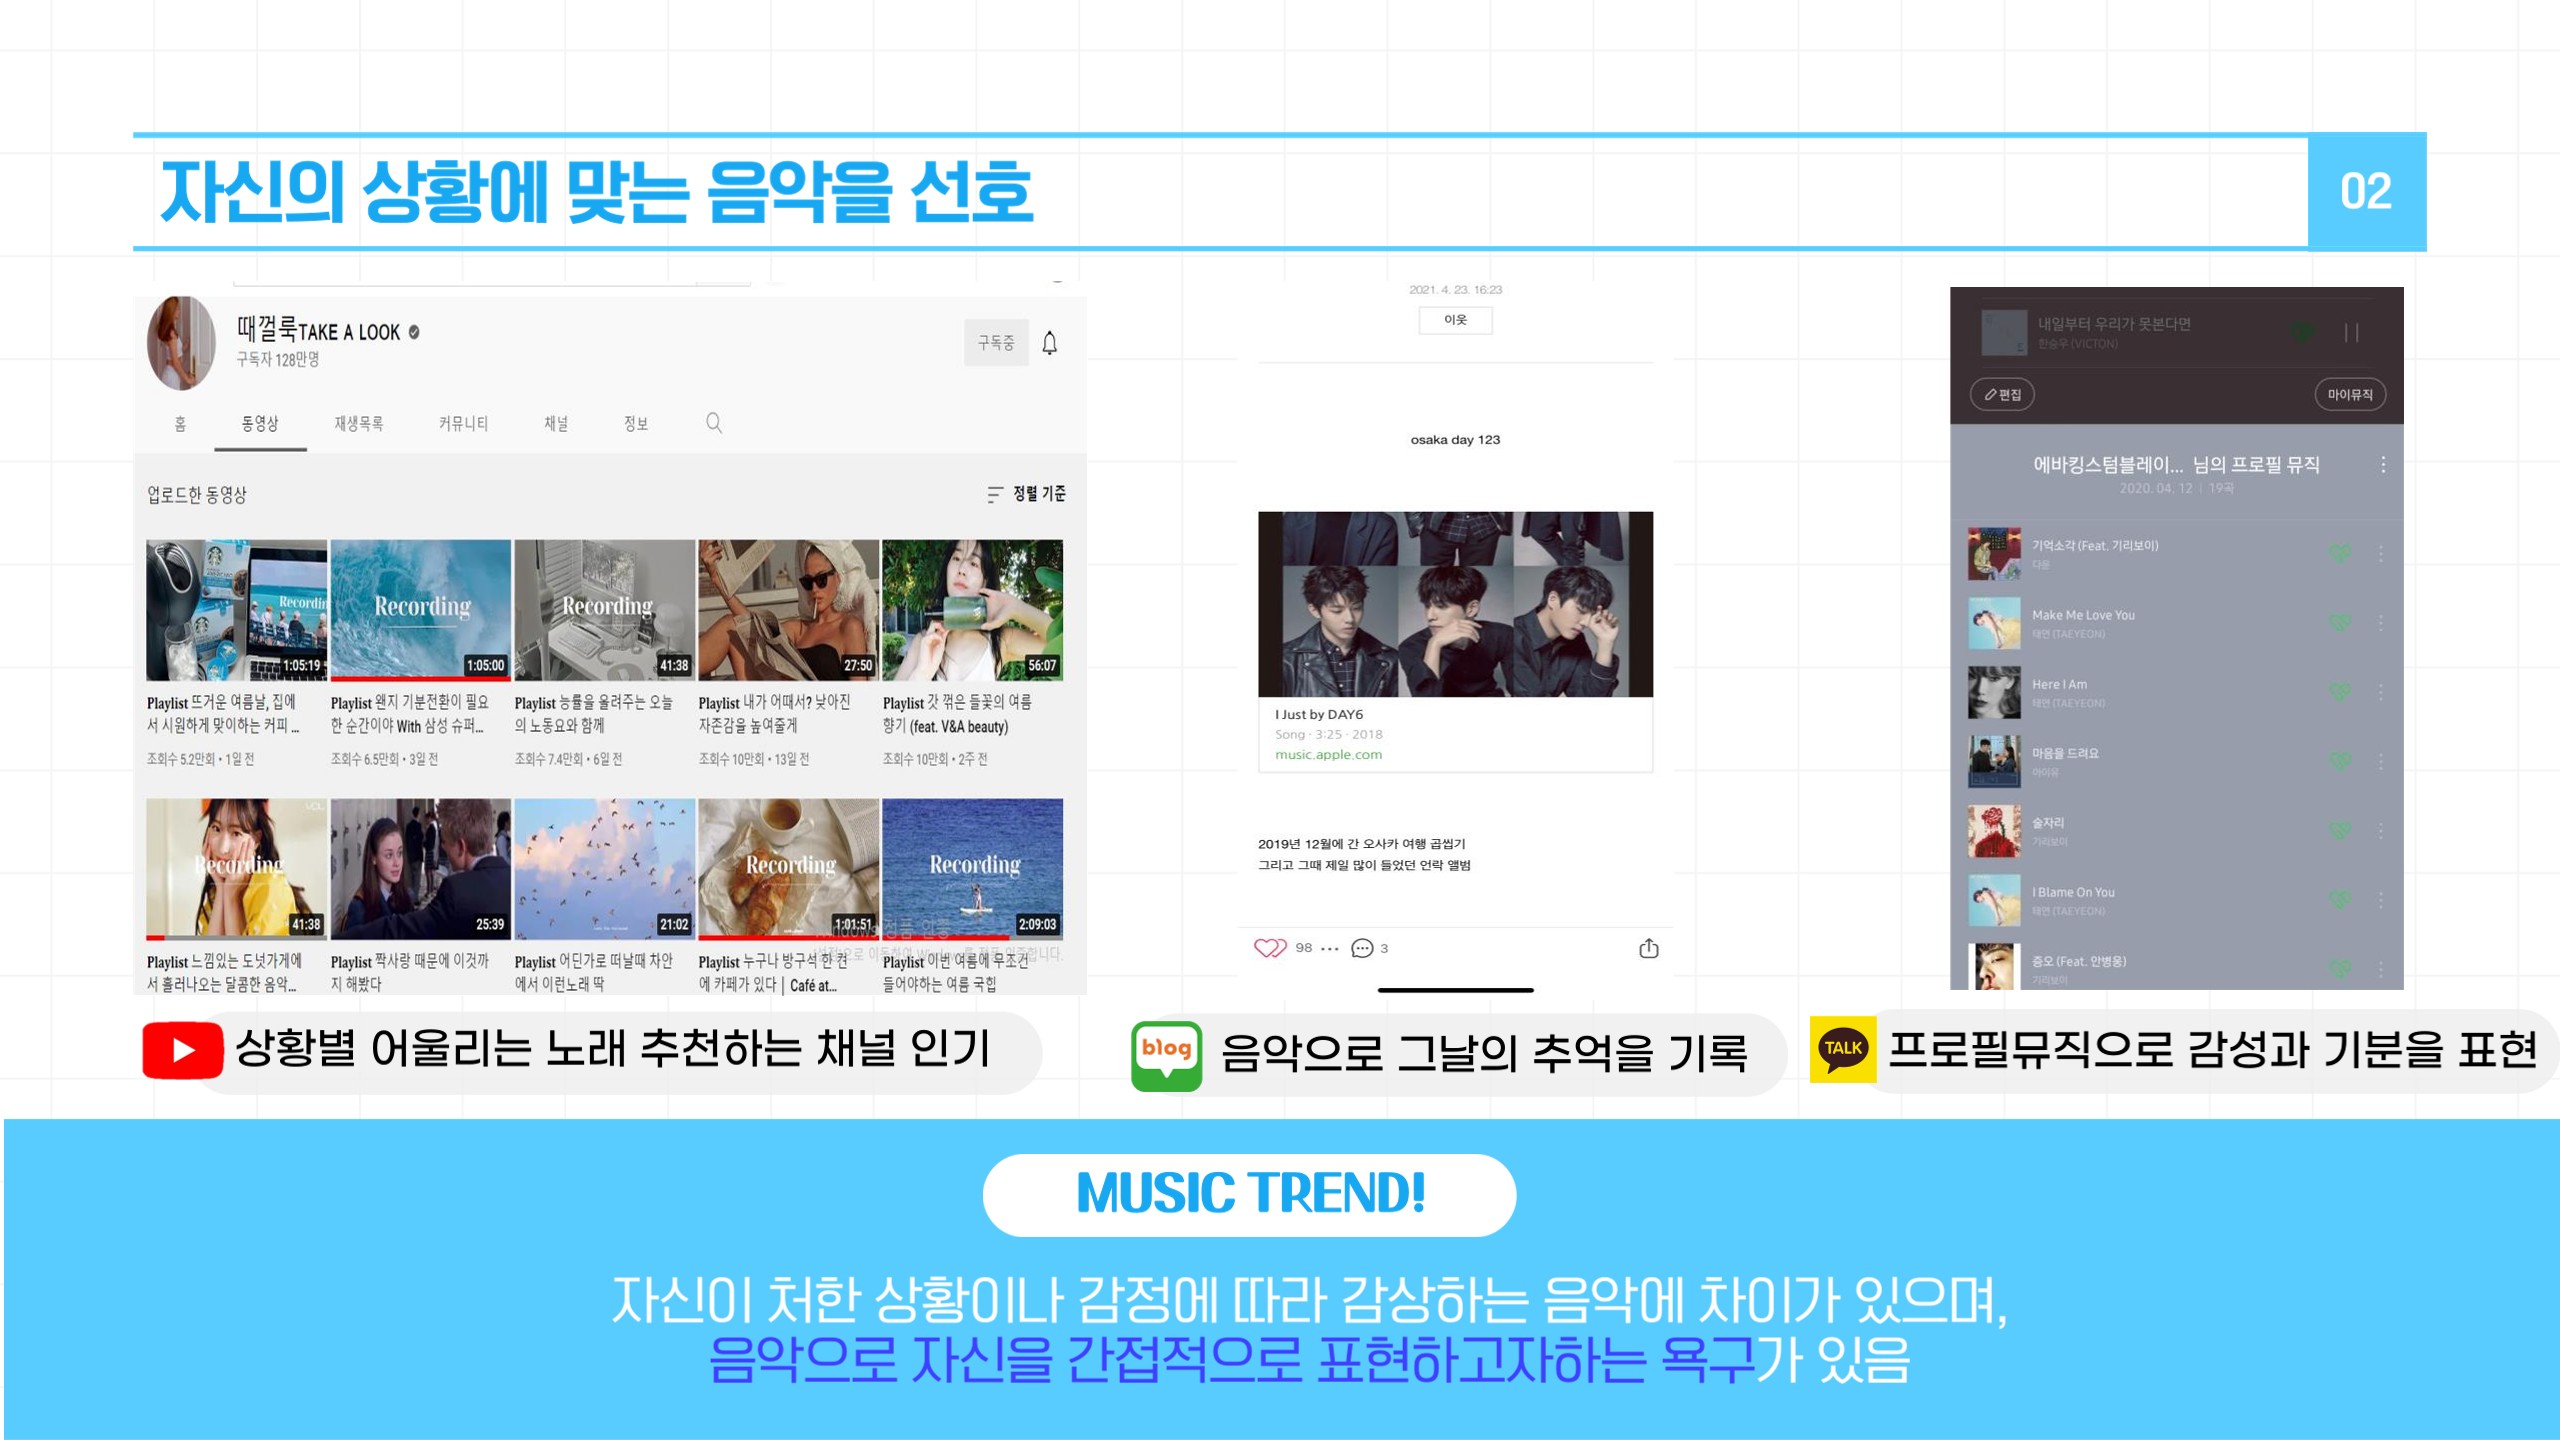 자신의 상황에 맞는 음악을 선호
02
때껄룩TAKE A LOOK
구독자 128만명
구독중
홈 동영상 재생목록 커뮤니티 채널 정보
업로드한 동영상
정렬 기준
Recordin
1:05:19
Recording
1:05:00
Recording
41:38
27:50
56:07
Playlist 뜨거운 여름날, 집에
서 시원하게 맞이하는 커피 ...
조회수 5.2만회 • 1일 전
Playlist 왠지 기분전환이 필요
한 순간이야 With 삼성 슈퍼...
조회수 6.5만회 • 3일 전
Playlist 능률을 올려주는 오늘
의 노동요와 함께
조회수 7.4만회 • 6일 전
Playlist 내가 어때서? 낮아진
자존감을 높여줄게
조회수 10만회 • 13일 전
Playlist 갓 꺾은 들꽃의 여름
향기 (feat. V&A beauty)
조회수 10만회 • 2주 전
VDL
Recording
41:38
25:39
21:02
Recording
1:01:51
Recording
2:09:03
Playlist 느낌있는 도넛가게에
서 흘러나오는 달콤한 음악...
Playlist 짝사랑 때문에 이것까
지 해봤다
Playlist 어딘가로 떠날때 차안
에서 이런노래 딱
Playlist 누구나 방구석 한 켠
에 카페가 있다 | Café at...
Playlist 이번 여름에 무조건
들어야하는 여름 국힙
상황별 어울리는 노래 추천하는 채널 인기
2021. 4. 23. 16:23
이웃
osaka day 123
I Just by DAY6
Song · 3:25 · 2018
music.apple.com
2019년 12월에 간 오사카 여행 곱씹기
그리고 그때 제일 많이 들었던 언락 앨범
98 ... 3
blog
음악으로 그날의 추억을 기록
내일부터 우리가 못본다면
한승우 (VICTON)
편집
마이뮤직
에바킹스텀블레이... 님의 프로필 뮤직
2020. 04. 12 | 19곡
기억소각 (Feat. 기리보이)
다운
Make Me Love You
태연 (TAEYEON)
Here I Am
태연 (TAEYEON)
마음을 드려요
아이유
술자리
기리보이
I Blame On You
태연 (TAEYEON)
증오 (Feat. 안병웅)
기리보이
TALK
프로필뮤직으로 감성과 기분을 표현
MUSIC TREND!
자신이 처한 상황이나 감정에 따라 감상하는 음악에 차이가 있으며,
음악으로 자신을 간접적으로 표현하고자하는 욕구가 있음